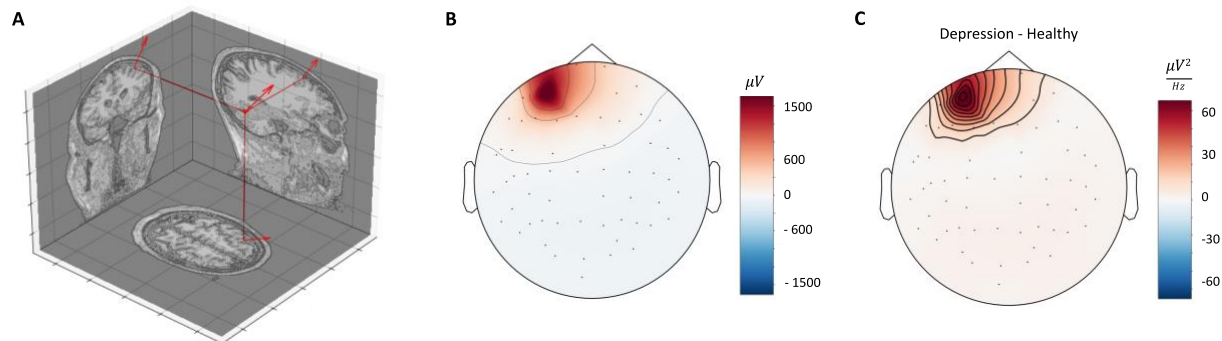 A
B
μV
1500
600
0
- 600
- 1500
C
Depression - Healthy
μV²
Hz
60
30
0
-30
-60